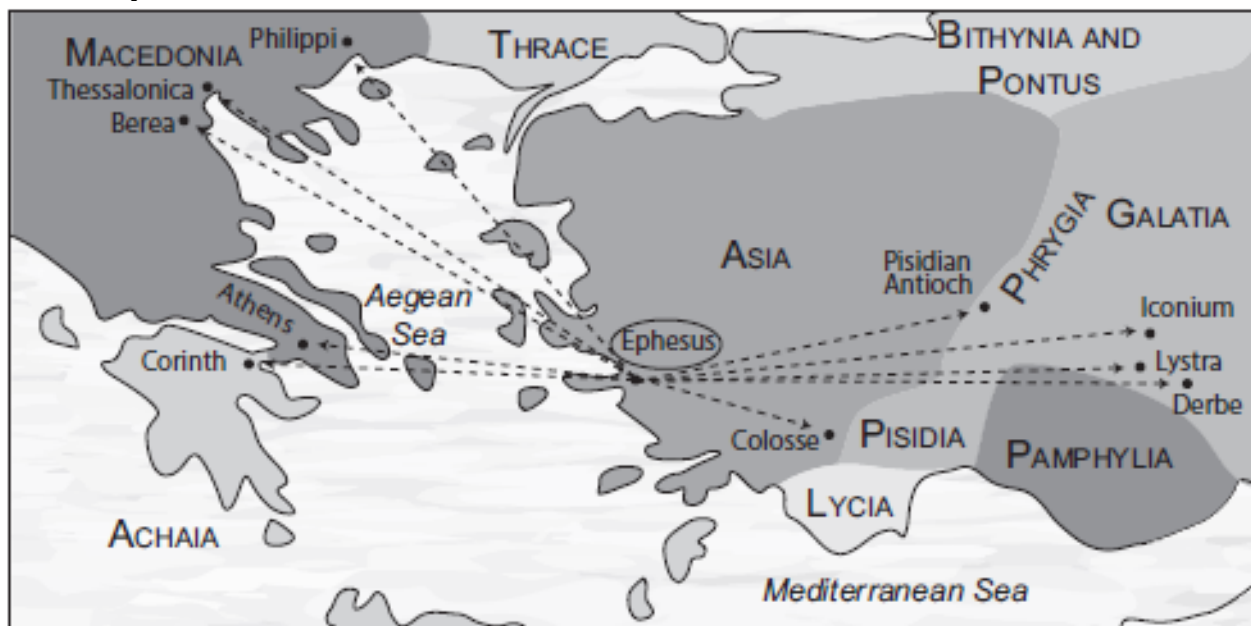 MACEDONIA
Philippi
THRACE
BITHYNIA AND
PONTUS
Thessalonica
Berea
ASIA
PHRYGIA
GALATIA
Pisidian
Antioch
Iconium
Aegean
Sea
Athens
Ephesus
Corinth
Lystra
Derbe
Colosse
PISIDIA
PAMPHYLIA
LYCIA
ACHAIA
Mediterranean Sea